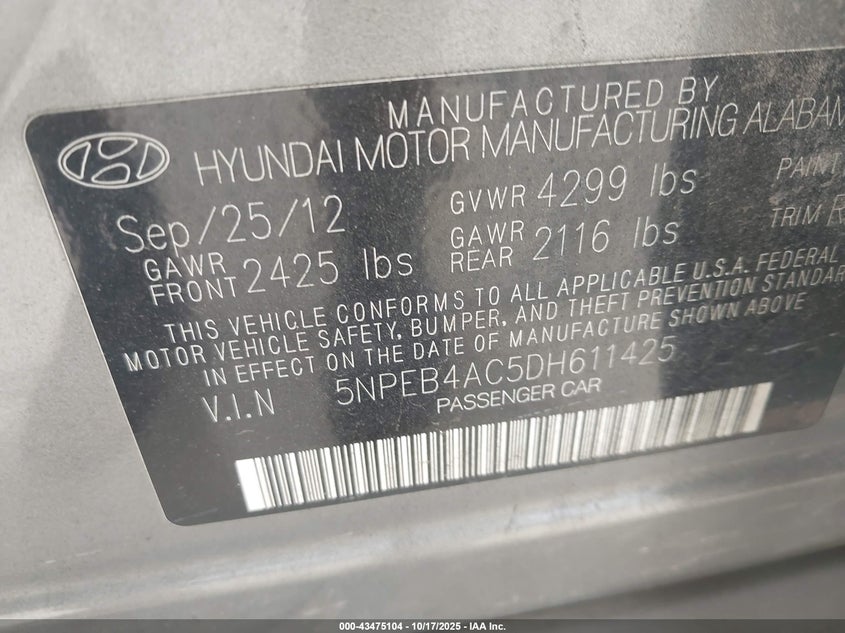 MANUFACTURED BY
HYUNDAI MOTOR MANUFACTURING ALABAM
Sep/25/12 GVWR 4299 lbs PAINT
GAWR FRONT 2425 lbs GAWR REAR 2116 lbs TRIM
THIS VEHICLE CONFORMS TO ALL APPLICABLE U.S.A. FEDERAL
MOTOR VEHICLE SAFETY, BUMPER, AND THEFT PREVENTION STANDAR
IN EFFECT ON THE DATE OF MANUFACTURE SHOWN ABOVE
V.I.N 5NPEB4AC5DH611425
PASSENGER CAR
000-43475104 | 10/17/2025 | IAA Inc.